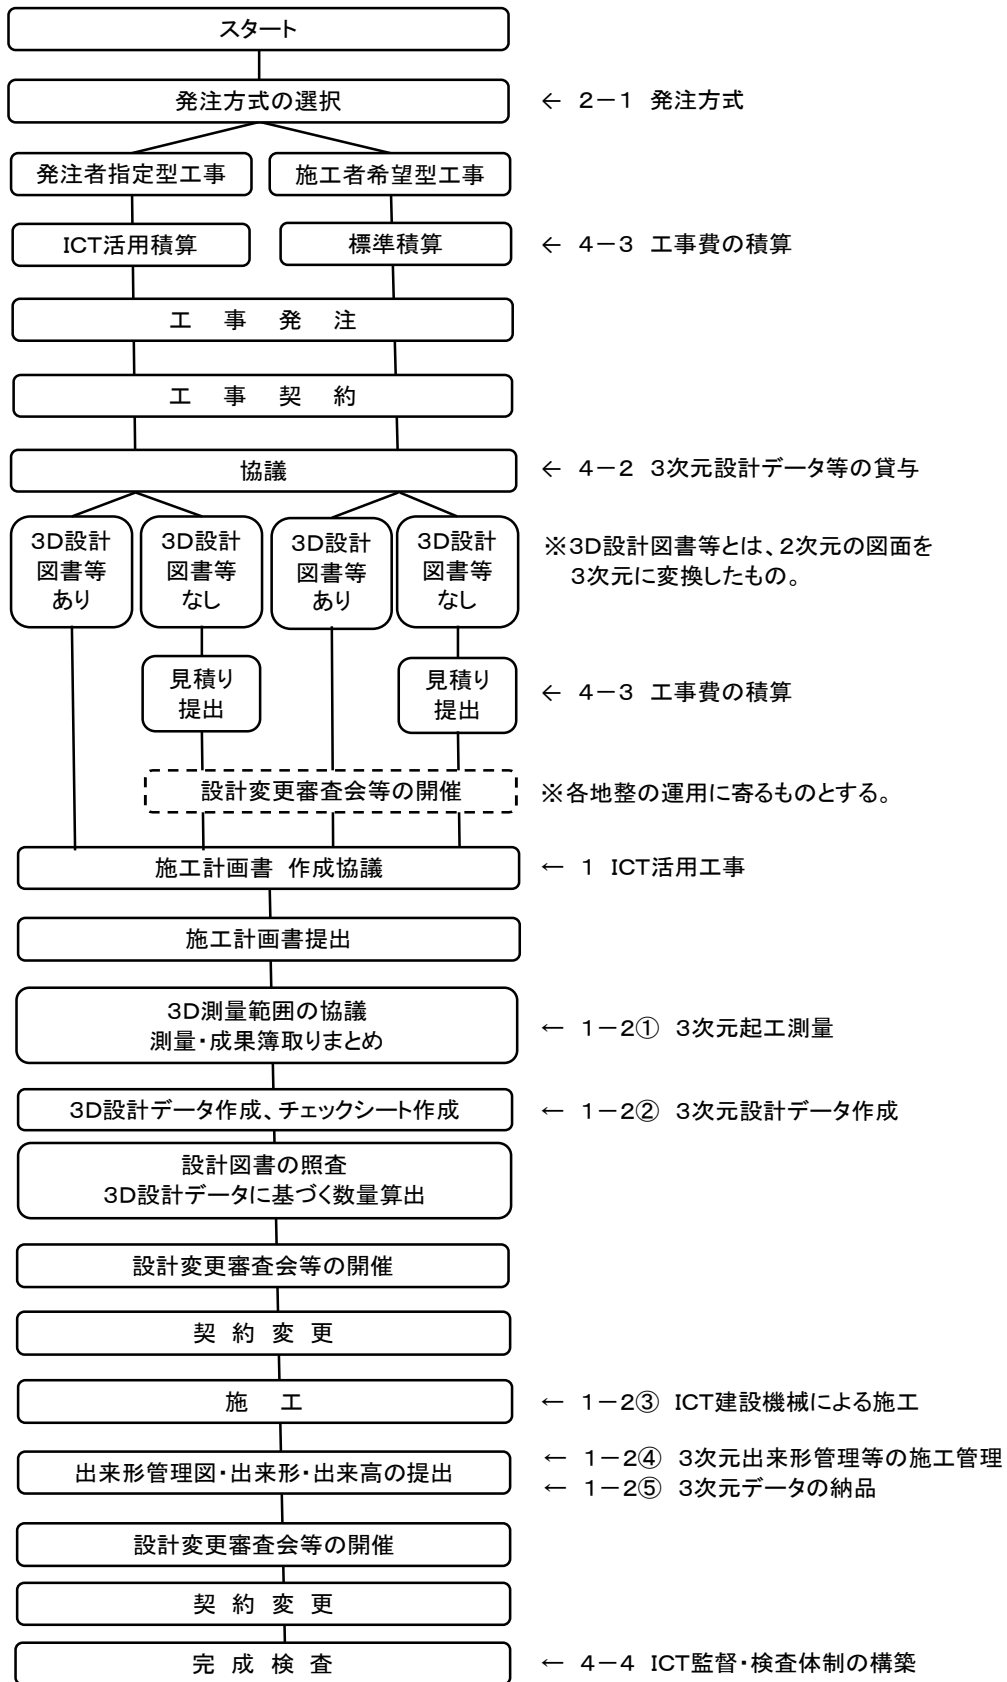 スタート
発注方式の選択
← 2－1 発注方式
発注者指定型工事
施工者希望型工事
ICT活用積算
標準積算
← 4－3 工事費の積算
工 事 発 注
工 事 契 約
協議
← 4－2 3次元設計データ等の貸与
3D設計
図書等
あり
3D設計
図書等
なし
3D設計
図書等
あり
3D設計
図書等
なし
※3D設計図書等とは、2次元の図面を
3次元に変換したもの。
見積り
提出
見積り
提出
← 4－3 工事費の積算
設計変更審査会等の開催
※各地整の運用に寄るものとする。
施工計画書 作成協議
← 1 ICT活用工事
施工計画書提出
3D測量範囲の協議
測量・成果簿取りまとめ
← 1－2① 3次元起工測量
3D設計データ作成、チェックシート作成
← 1－2② 3次元設計データ作成
設計図書の照査
3D設計データに基づく数量算出
設計変更審査会等の開催
契 約 変 更
施 工
← 1－2③ ICT建設機械による施工
出来形管理図・出来形・出来高の提出
← 1－2④ 3次元出来形管理等の施工管理
← 1－2⑤ 3次元データの納品
設計変更審査会等の開催
契 約 変 更
完 成 検 査
← 4－4 ICT監督・検査体制の構築